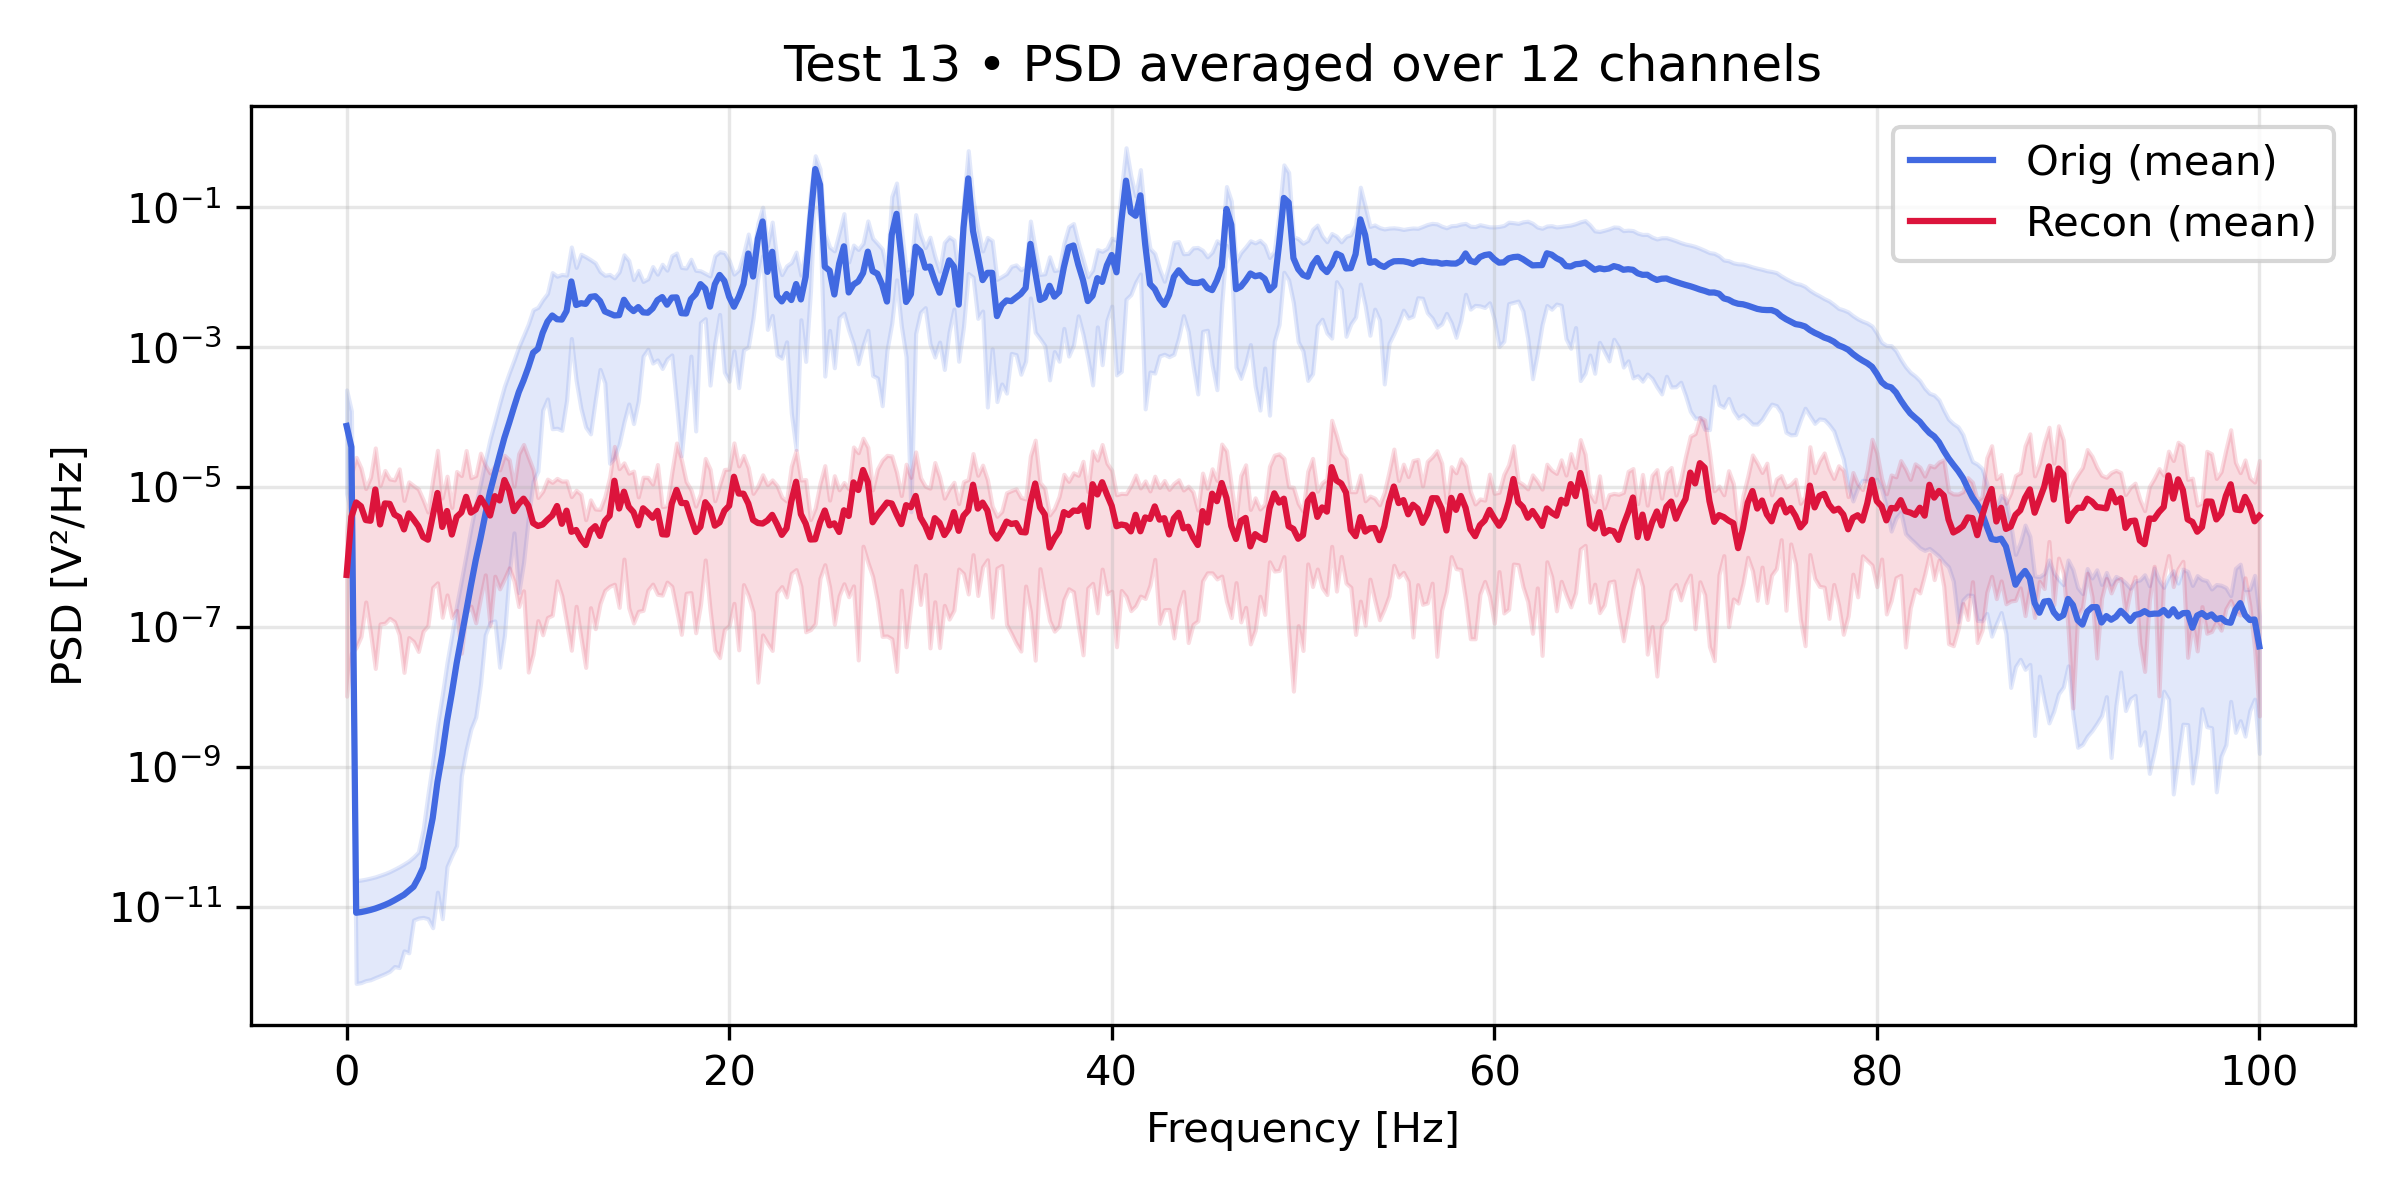 Test 13 • PSD averaged over 12 channels
Orig (mean)
Recon (mean)
PSD [V²/Hz]
10⁻¹
10⁻³
10⁻⁵
10⁻⁷
10⁻⁹
10⁻¹¹
0 20 40 60 80 100
Frequency [Hz]